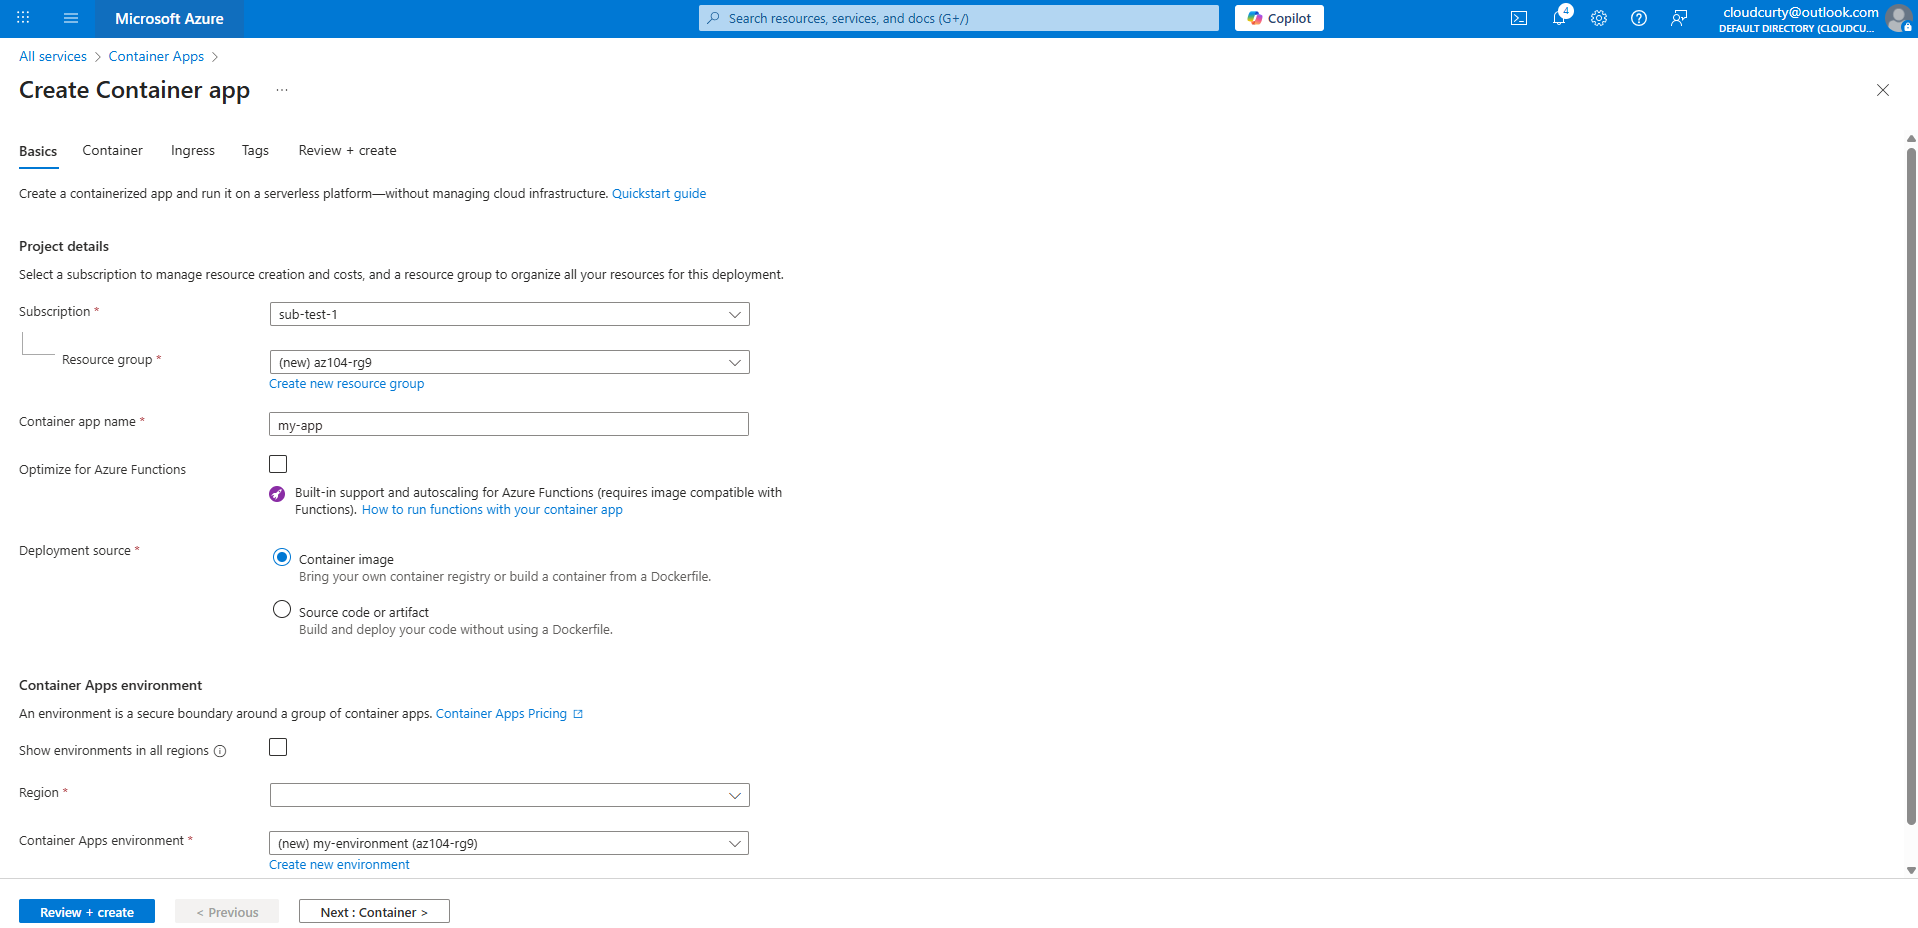 Microsoft Azure
Search resources, services, and docs (G+/)
Copilot
4
cloudcurty@outlook.com
DEFAULT DIRECTORY (CLOUDCU...
All services > Container Apps >
Create Container app ...
Basics Container Ingress Tags Review + create
Create a containerized app and run it on a serverless platform—without managing cloud infrastructure. Quickstart guide
Project details
Select a subscription to manage resource creation and costs, and a resource group to organize all your resources for this deployment.
Subscription *
sub-test-1
Resource group *
(new) az104-rg9
Create new resource group
Container app name *
my-app
Optimize for Azure Functions
Built-in support and autoscaling for Azure Functions (requires image compatible with
Functions). How to run functions with your container app
Deployment source *
Container image
Bring your own container registry or build a container from a Dockerfile.
Source code or artifact
Build and deploy your code without using a Dockerfile.
Container Apps environment
An environment is a secure boundary around a group of container apps. Container Apps Pricing
Show environments in all regions
Region *
Container Apps environment *
(new) my-environment (az104-rg9)
Create new environment
Review + create
< Previous
Next : Container >